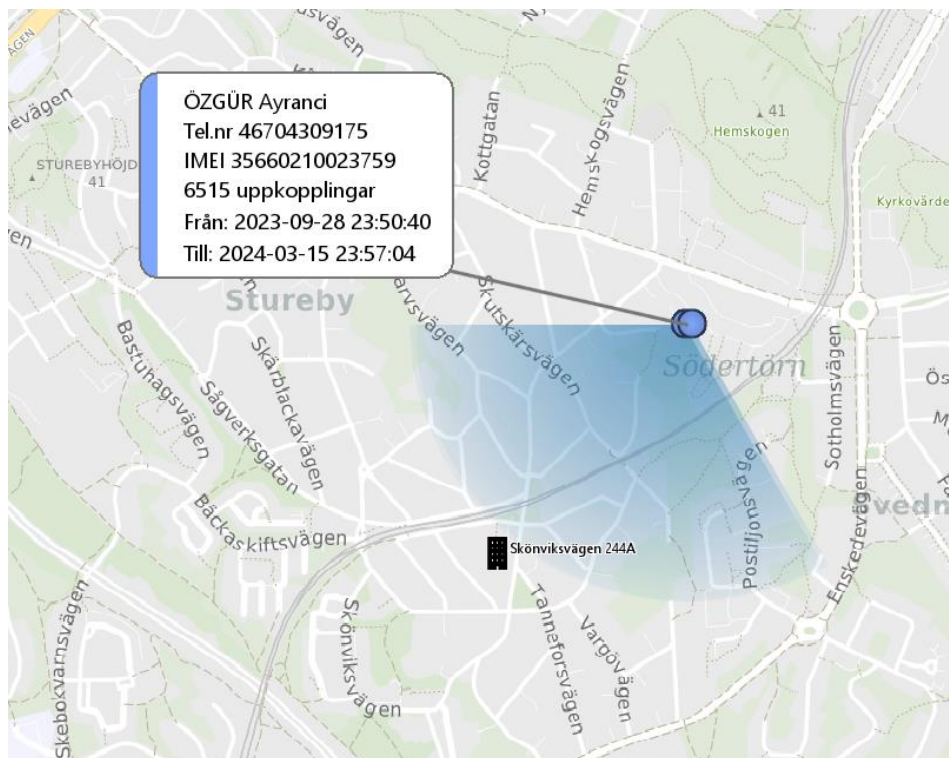 ÖZGÜR Ayranci
Tel.nr 46704309175
IMEI 35660210023759
6515 uppkopplingar
Från: 2023-09-28 23:50:40
Till: 2024-03-15 23:57:04
Kottgatan
Hemskogsvägen
41
Hemskogen
Kyrkovärde
STUREBYHÖJD
41
Stureby
Skutskärsvägen
Södertörn
Sotholmsvägen
Bastuhagsvägen
Sågverksgatan
Skärblackavägen
Bäckaskiftsvägen
Postiljonsvägen
Enskedevägen
Svedm
Skönviksvägen 244A
Skönviksvägen
Tanneforsvägen
Vargövägen
Skebokvarnsvägen